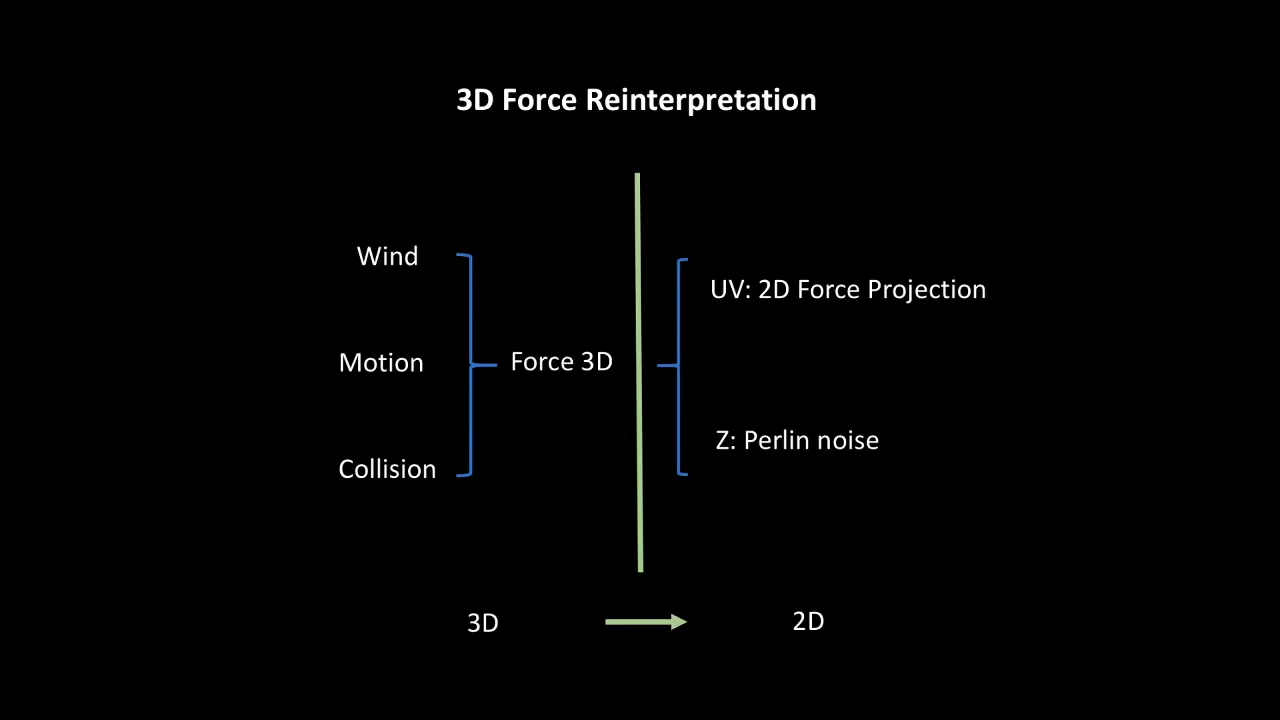 3D Force Reinterpretation
Wind
Motion
Collision
Force 3D
UV: 2D Force Projection
Z: Perlin noise
3D
2D